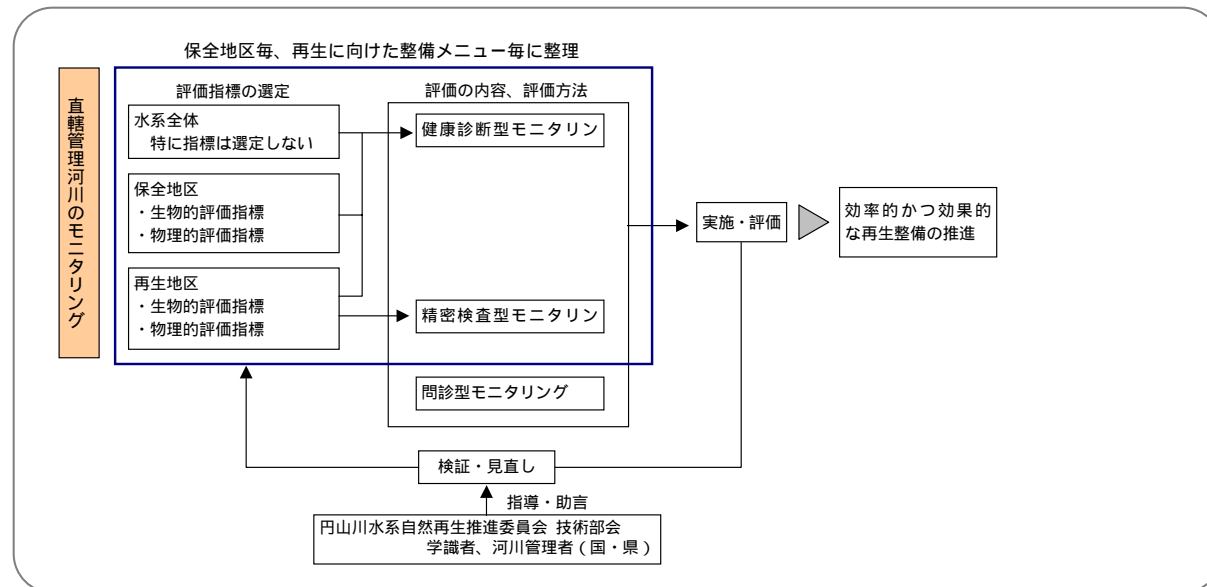 保全地区毎、再生に向けた整備メニュー毎に整理
直轄管理河川のモニタリング
評価指標の選定
水系全体
特に指標は選定しない
保全地区
・生物的評価指標
・物理的評価指標
再生地区
・生物的評価指標
・物理的評価指標
評価の内容、評価方法
健康診断型モニタリン
精密検査型モニタリン
問診型モニタリング
実施・評価
効率的かつ効果的
な再生整備の推進
検証・見直し
指導・助言
円山川水系自然再生推進委員会 技術部会
学識者、河川管理者(国・県)